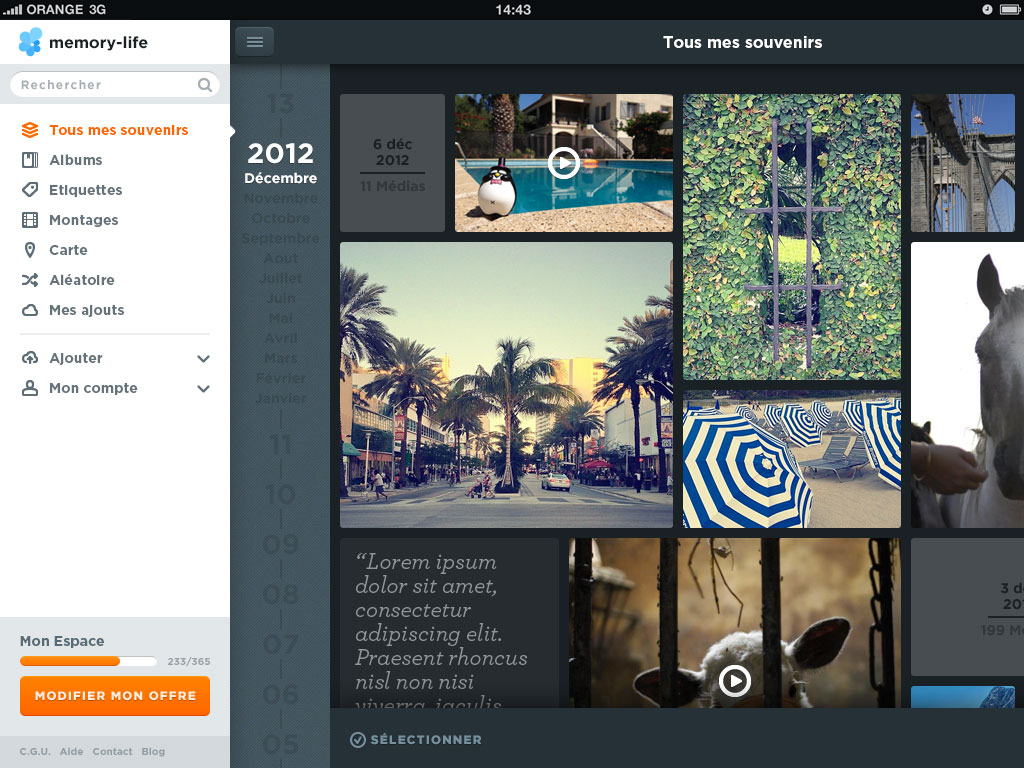 ORANGE 3G
14:43
memory-life
Tous mes souvenirs
Rechercher
Tous mes souvenirs
Albums
Etiquettes
Montages
Carte
Aléatoire
Mes ajouts
Ajouter
Mon compte
Mon Espace
233/365
MODIFIER MON OFFRE
C.G.U. Aide Contact Blog
13
2012
Décembre
Novembre
Octobre
Septembre
Aout
Juillet
Juin
Mai
Avril
Mars
Février
Janvier
11
10
09
08
07
06
05
6 déc
2012
11 Médias
“Lorem ipsum
dolor sit amet,
consectetur
adipiscing elit.
Praesent rhoncus
nisl non nisi
viverra, iaculis
3 d
20
199 M
SÉLECTIONNER